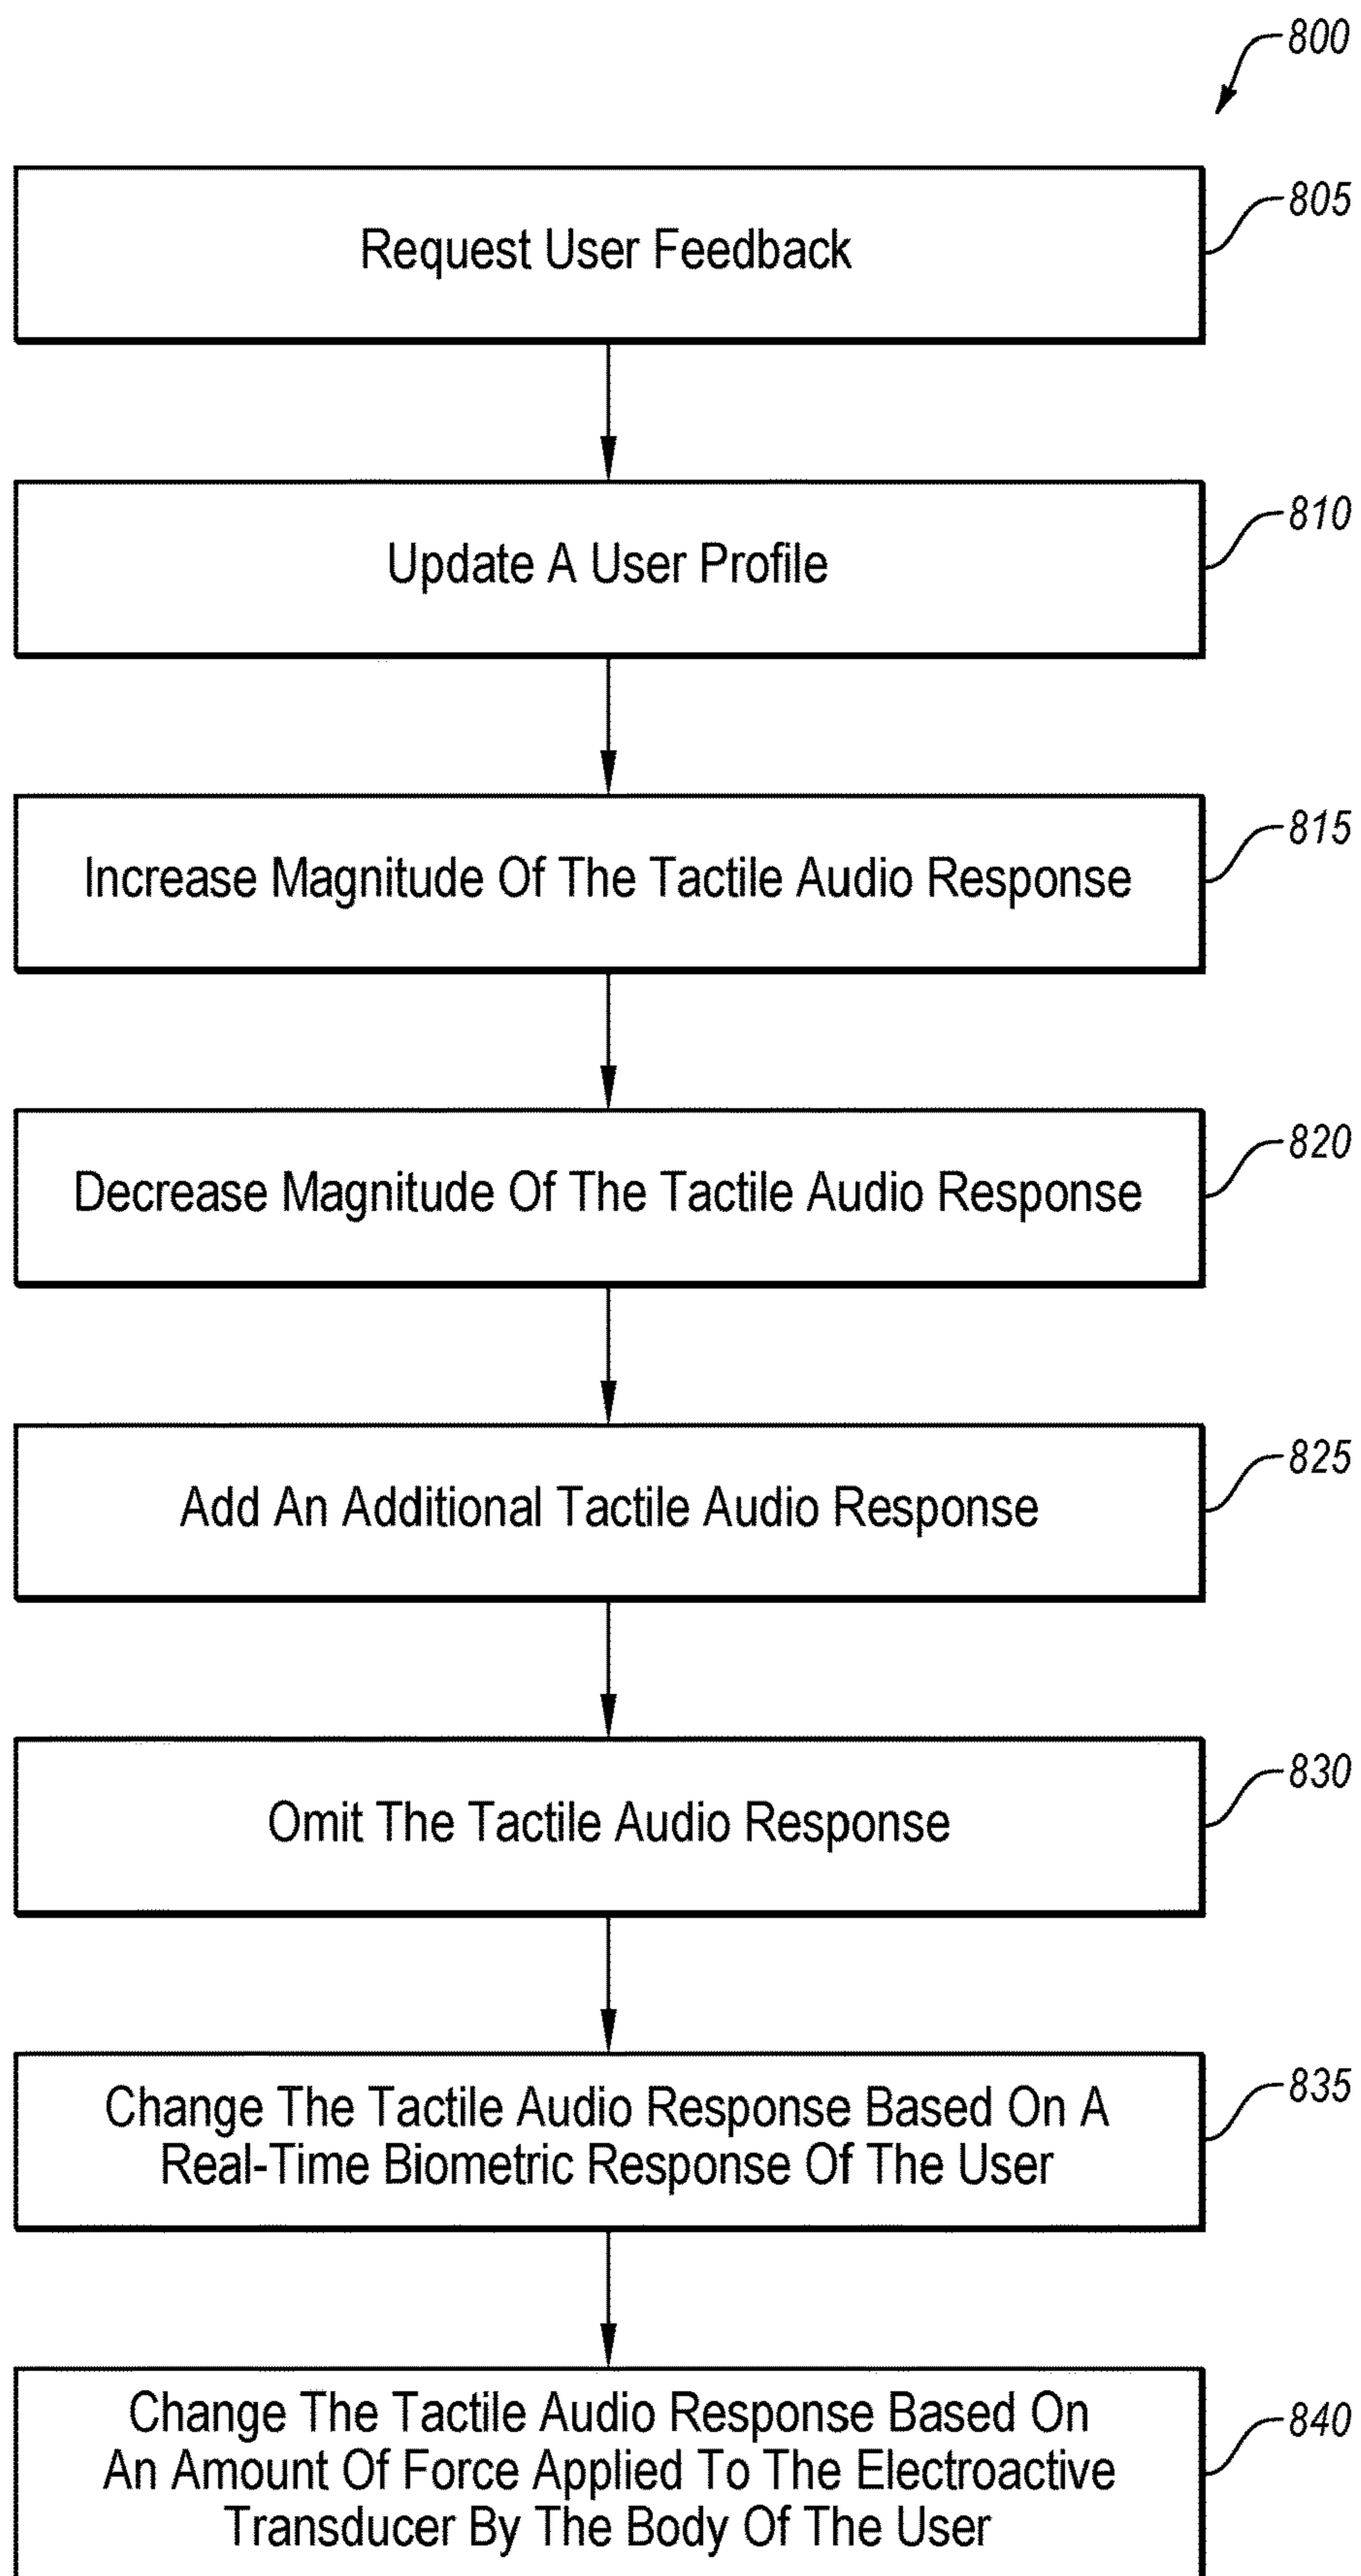 800
805
Request User Feedback
810
Update A User Profile
815
Increase Magnitude Of The Tactile Audio Response
820
Decrease Magnitude Of The Tactile Audio Response
825
Add An Additional Tactile Audio Response
830
Omit The Tactile Audio Response
835
Change The Tactile Audio Response Based On A
Real-Time Biometric Response Of The User
840
Change The Tactile Audio Response Based On
An Amount Of Force Applied To The Electroactive
Transducer By The Body Of The User